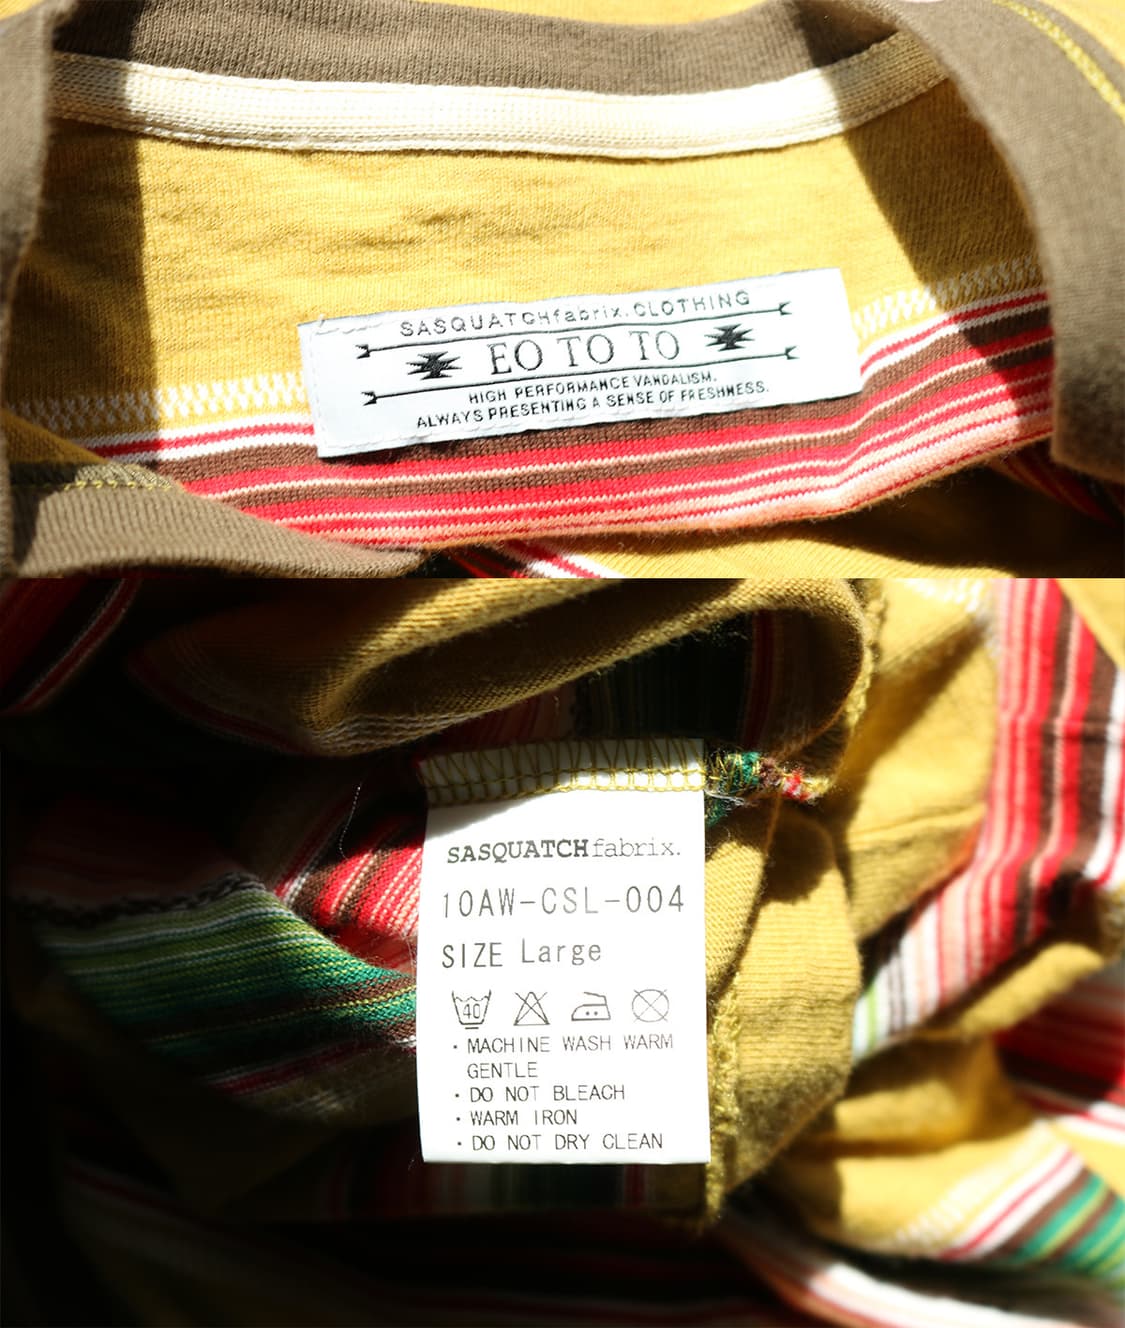 SASQUATCHfabrix.CLOTHING
EO TO TO
HIGH PERFORMANCE VANDALISM.
ALWAYS PRESENTING A SENSE OF FRESHNESS.
SASQUATCHfabrix.
10AW-CSL-004
SIZE Large
40
・MACHINE WASH WARM
GENTLE
・DO NOT BLEACH
・WARM IRON
・DO NOT DRY CLEAN